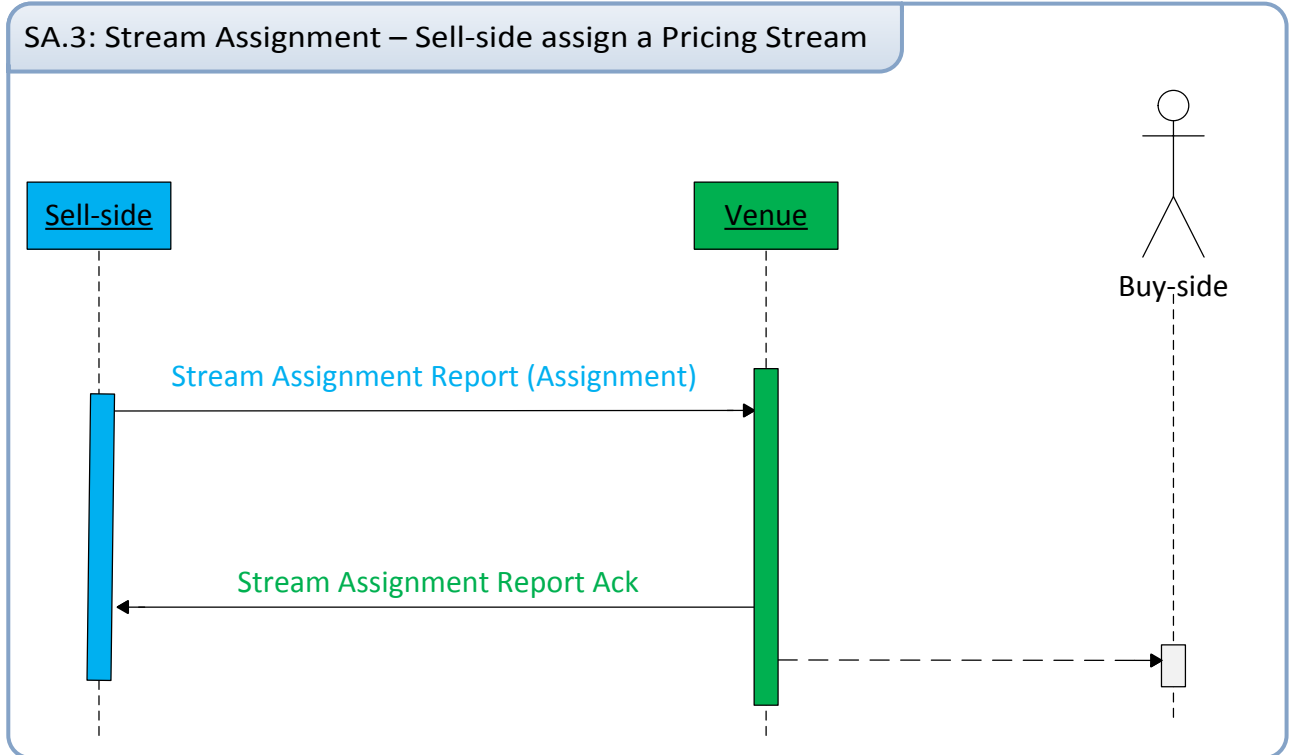 SA.3: Stream Assignment – Sell-side assign a Pricing Stream
Sell-side
Venue
Buy-side
Stream Assignment Report (Assignment)
Stream Assignment Report Ack